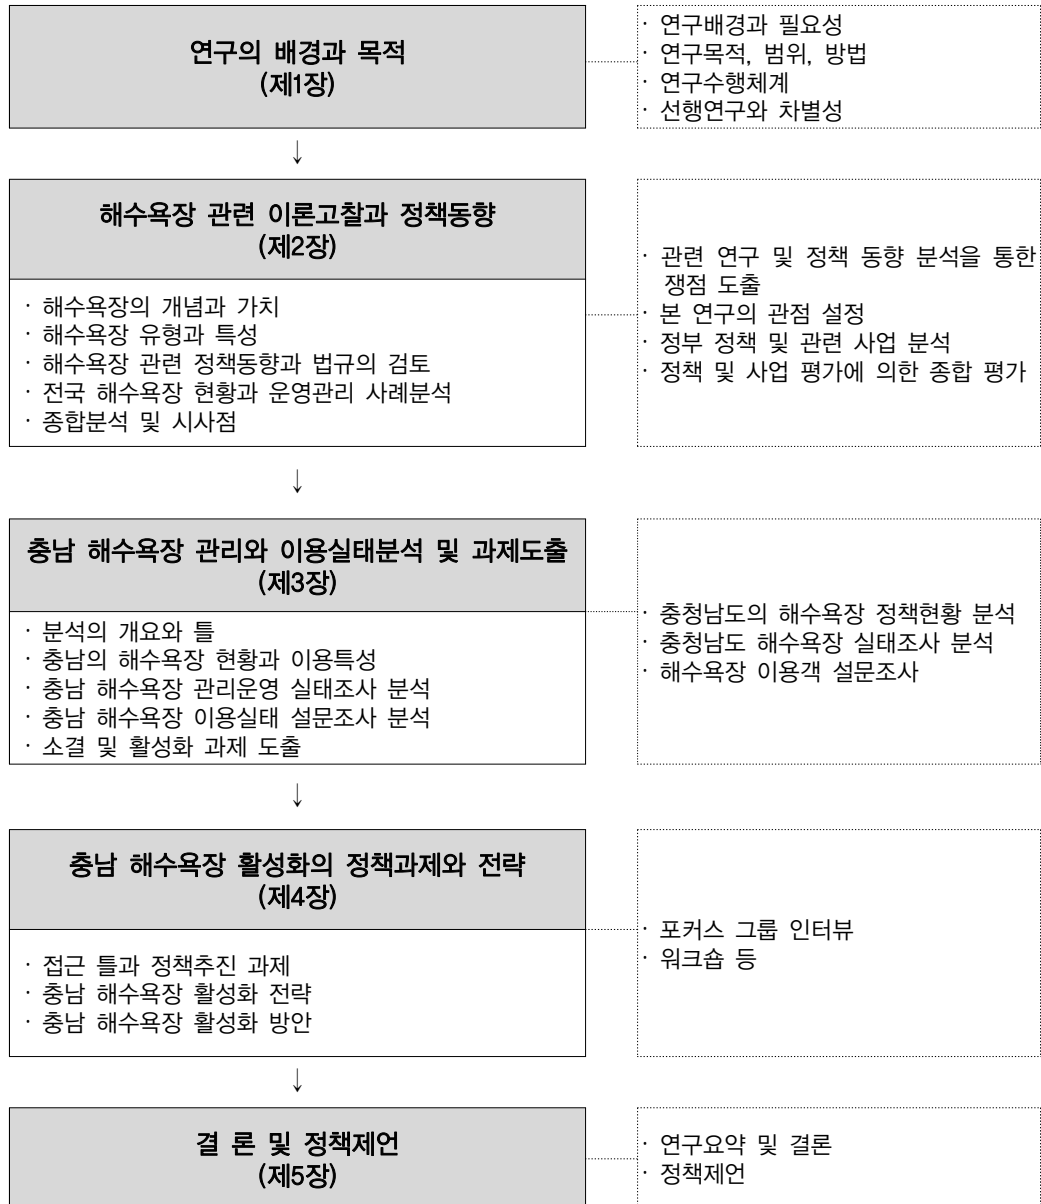 연구의 배경과 목적
(제1장)
· 연구배경과 필요성
· 연구목적, 범위, 방법
· 연구수행체계
· 선행연구와 차별성
↓
해수욕장 관련 이론고찰과 정책동향
(제2장)
· 해수욕장의 개념과 가치
· 해수욕장 유형과 특성
· 해수욕장 관련 정책동향과 법규의 검토
· 전국 해수욕장 현황과 운영관리 사례분석
· 종합분석 및 시사점
· 관련 연구 및 정책 동향 분석을 통한
쟁점 도출
· 본 연구의 관점 설정
· 정부 정책 및 관련 사업 분석
· 정책 및 사업 평가에 의한 종합 평가
↓
충남 해수욕장 관리와 이용실태분석 및 과제도출
(제3장)
· 분석의 개요와 틀
· 충남의 해수욕장 현황과 이용특성
· 충남 해수욕장 관리운영 실태조사 분석
· 충남 해수욕장 이용실태 설문조사 분석
· 소결 및 활성화 과제 도출
· 충청남도의 해수욕장 정책현황 분석
· 충청남도 해수욕장 실태조사 분석
· 해수욕장 이용객 설문조사
↓
충남 해수욕장 활성화의 정책과제와 전략
(제4장)
· 접근 틀과 정책추진 과제
· 충남 해수욕장 활성화 전략
· 충남 해수욕장 활성화 방안
· 포커스 그룹 인터뷰
· 워크숍 등
↓
결 론 및 정책제언
(제5장)
· 연구요약 및 결론
· 정책제언